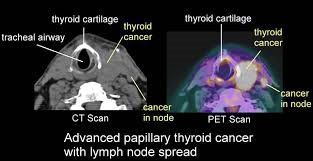 thyroid cartilage
tracheal airway
thyroid
cancer
cancer
in node
CT Scan
thyroid cartilage
thyroid
cancer
cancer
in node
PET Scan
Advanced papillary thyroid cancer
with lymph node spread